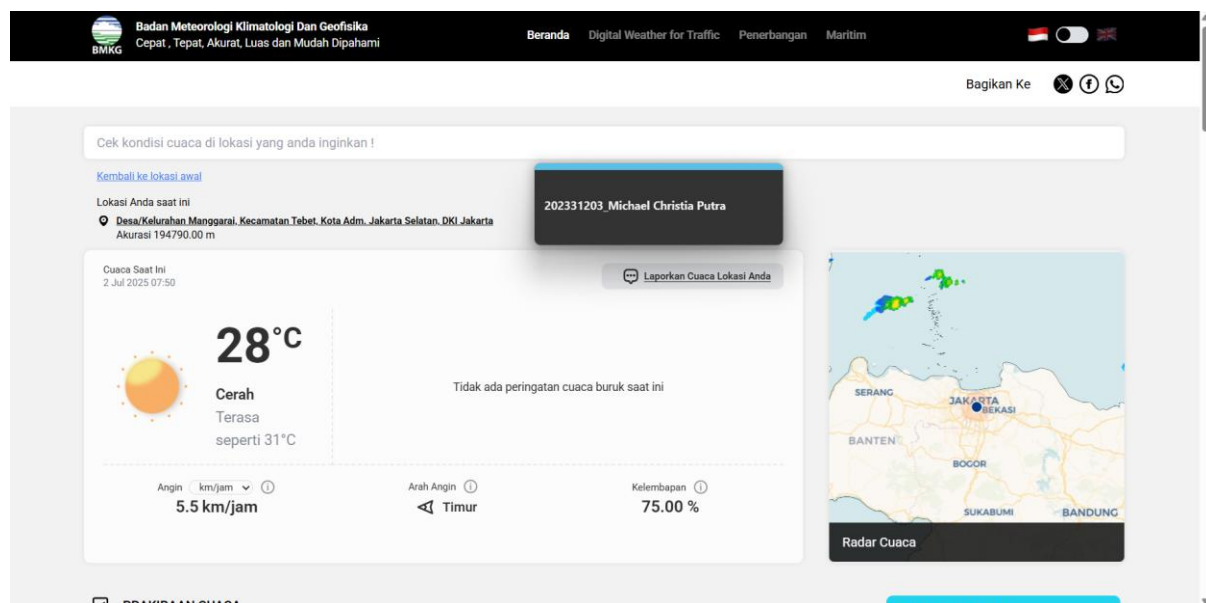 Badan Meteorologi Klimatologi Dan Geofisika
Cepat , Tepat, Akurat, Luas dan Mudah Dipahami
BMKG
Beranda Digital Weather for Traffic Penerbangan Maritim
Bagikan Ke
Cek kondisi cuaca di lokasi yang anda inginkan !
Kembali ke lokasi awal
Lokasi Anda saat ini
Desa/Kelurahan Manggarai, Kecamatan Tebet, Kota Adm. Jakarta Selatan, DKI Jakarta
Akurasi 194790.00 m
202331203_Michael Christia Putra
Cuaca Saat Ini
2 Jul 2025 07:50
Laporkan Cuaca Lokasi Anda
28°C
Cerah
Terasa
seperti 31°C
Tidak ada peringatan cuaca buruk saat ini
Angin km/jam
5.5 km/jam
Arah Angin
Timur
Kelembapan
75.00 %
SERANG
JAKARTA
BEKASI
BANTEN
BOGOR
SUKABUMI
BANDUNG
Radar Cuaca
PRAKIRAAN CUACA